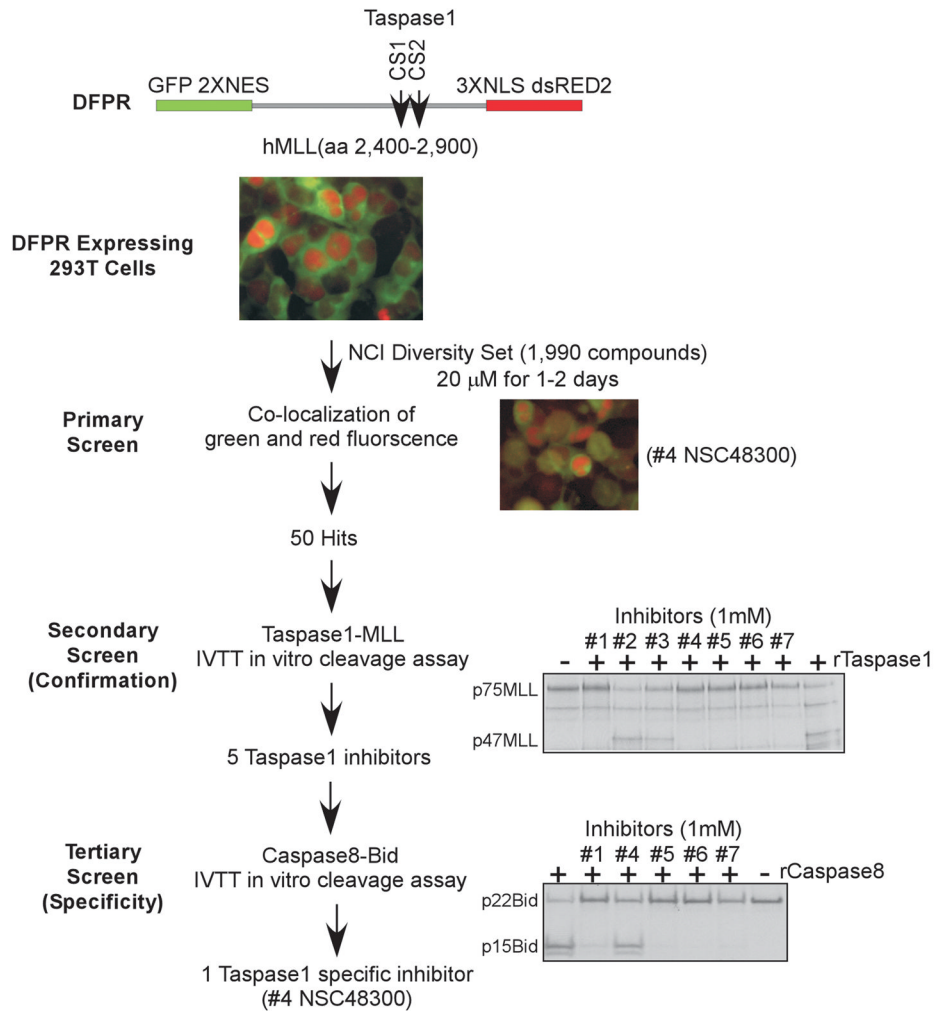 Taspase1
CS1
CS2
GFP 2XNES
3XNLS dsRED2
DFPR
hMLL(aa 2,400-2,900)
DFPR Expressing
293T Cells
NCI Diversity Set (1,990 compounds)
20 μM for 1-2 days
Primary
Screen
Co-localization of
green and red fluorscence
(#4 NSC48300)
50 Hits
Secondary
Screen
(Confirmation)
Taspase1-MLL
IVTT in vitro cleavage assay
Inhibitors (1mM)
#1 #2 #3 #4 #5 #6 #7
- + + + + + + + + rTaspase1
p75MLL
p47MLL
5 Taspase1 inhibitors
Tertiary
Screen
(Specificity)
Caspase8-Bid
IVTT in vitro cleavage assay
Inhibitors (1mM)
#1 #4 #5 #6 #7
+ + + + + + - rCaspase8
p22Bid
p15Bid
1 Taspase1 specific inhibitor
(#4 NSC48300)